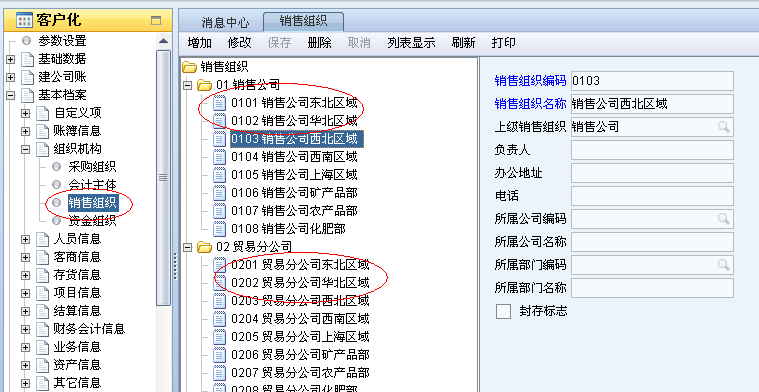 客户化
参数设置
基础数据
建公司账
基本档案
自定义项
账簿信息
组织机构
采购组织
会计主体
销售组织
资金组织
人员信息
客商信息
存货信息
项目信息
结算信息
财务会计信息
业务信息
资产信息
其它信息
消息中心 销售组织
增加 修改 保存 删除 取消 列表显示 刷新 打印
销售组织
01 销售公司
0101 销售公司东北区域
0102 销售公司华北区域
0103 销售公司西北区域
0104 销售公司西南区域
0105 销售公司上海区域
0106 销售公司矿产品部
0107 销售公司农产品部
0108 销售公司化肥部
02 贸易分公司
0201 贸易分公司东北区域
0202 贸易分公司华北区域
0203 贸易分公司西北区域
0204 贸易分公司西南区域
0205 贸易分公司上海区域
0206 贸易分公司矿产品部
0207 贸易分公司农产品部
0208 贸易分公司化肥部
销售组织编码 0103
销售组织名称 销售公司西北区域
上级销售组织 销售公司
负责人
办公地址
电话
所属公司编码
所属公司名称
所属部门编码
所属部门名称
封存标志